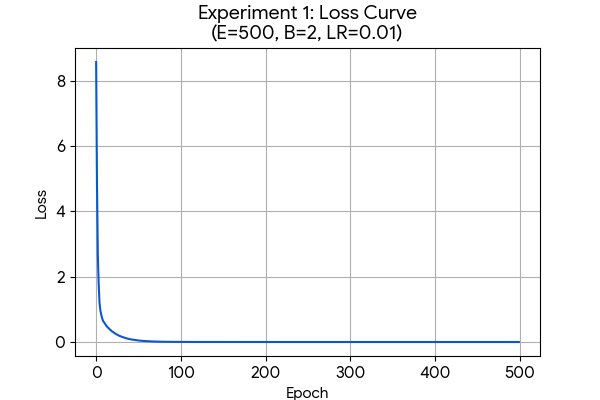 Experiment 1: Loss Curve
(E=500, B=2, LR=0.01)
8
6
4
2
0
Loss
0 100 200 300 400 500
Epoch